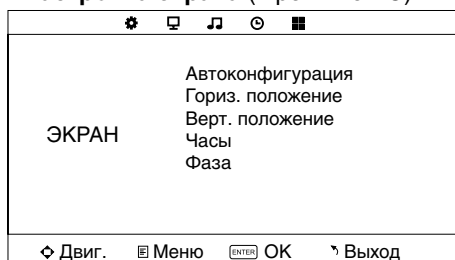 Автоконфигурация
Гориз. положение
Верт. положение
ЭКРАН
Часы
Фаза
Двиг. Меню ENTER OK Выход